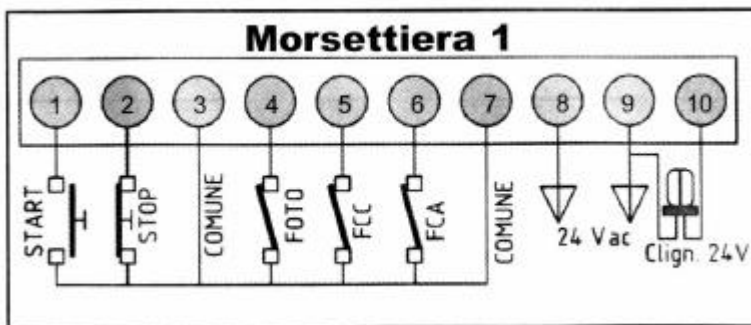 Morsettiera 1
1 2 3 4 5 6 7 8 9 10
START
STOP
COMUNE
FOTO
FCC
FCA
COMUNE
24 Vac
Clign. 24V